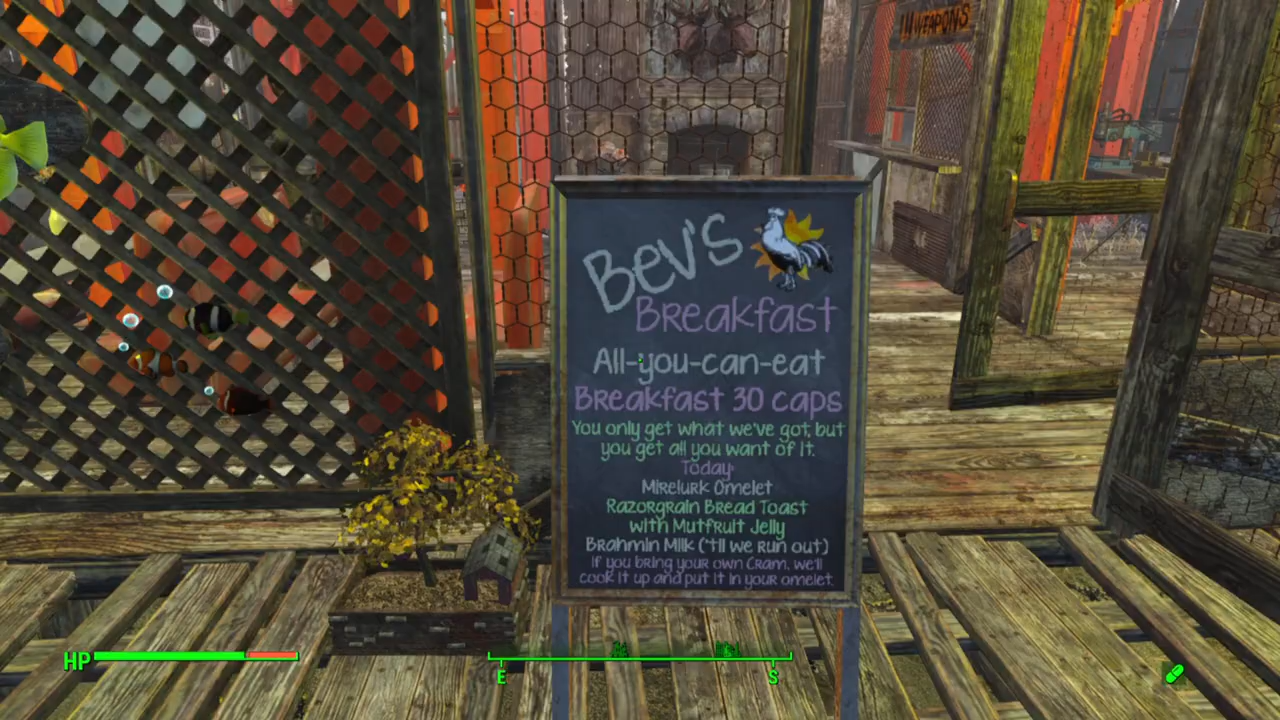 IM WEAPONS
Bev's
Breakfast
All-you-can-eat
Breakfast 30 caps
You only get what we've got, but
you get all you want of it.
Today:
Mirelurk Omelet
Razorgrain Bread Toast
with Mutfruit Jelly
Brahmin Milk ('til we run out)
If you bring your own Cram, we'll
cook it up and put it in your omelet.
HP
E
S